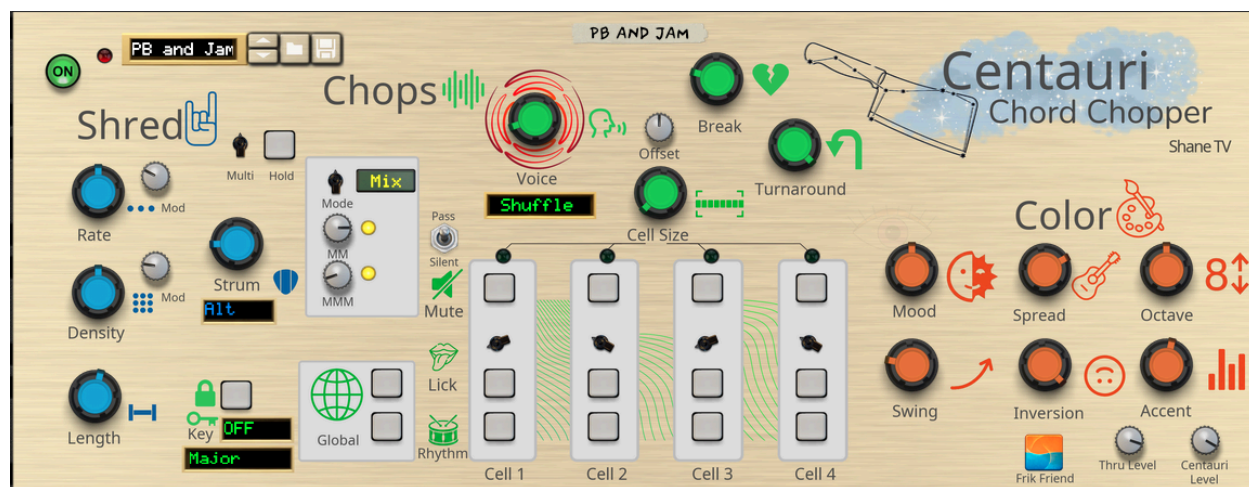 ON
PB and Jam
PB AND JAM
Centauri
Chord Chopper
Shane TV
Shred
Multi
Hold
Rate
Mod
Density
Mod
Length
Strum
Alt
Mode
Mix
MM
MMM
Key
OFF
Major
Global
Chops
Voice
Shuffle
Offset
Break
Turnaround
Cell Size
Pass
Silent
Mute
Lick
Rhythm
Cell 1
Cell 2
Cell 3
Cell 4
Color
Mood
Spread
8
Octave
Swing
Inversion
Accent
Frik Friend
Thru Level
Centauri
Level